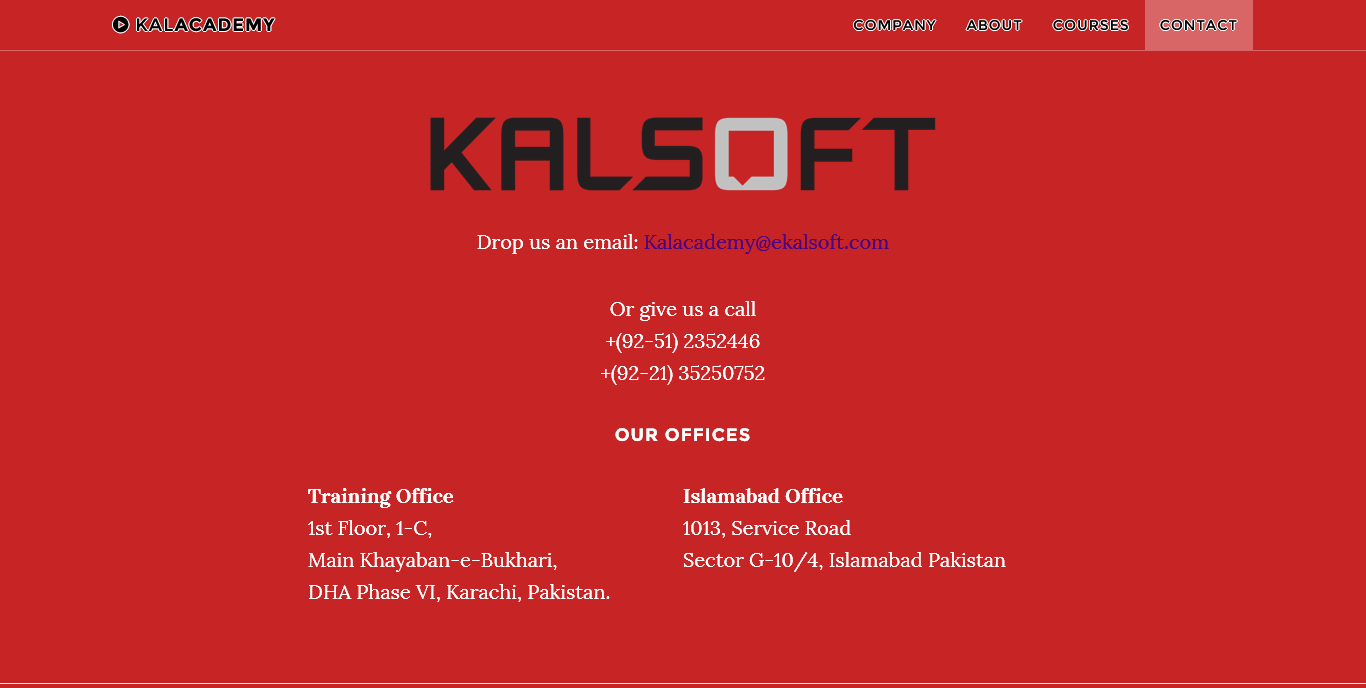 KALACADEMY
COMPANY ABOUT COURSES CONTACT
KALSOFT
Drop us an email: Kalacademy@ekalsoft.com
Or give us a call
+(92-51) 2352446
+(92-21) 35250752
OUR OFFICES
Training Office
1st Floor, 1-C,
Main Khayaban-e-Bukhari,
DHA Phase VI, Karachi, Pakistan.
Islamabad Office
1013, Service Road
Sector G-10/4, Islamabad Pakistan